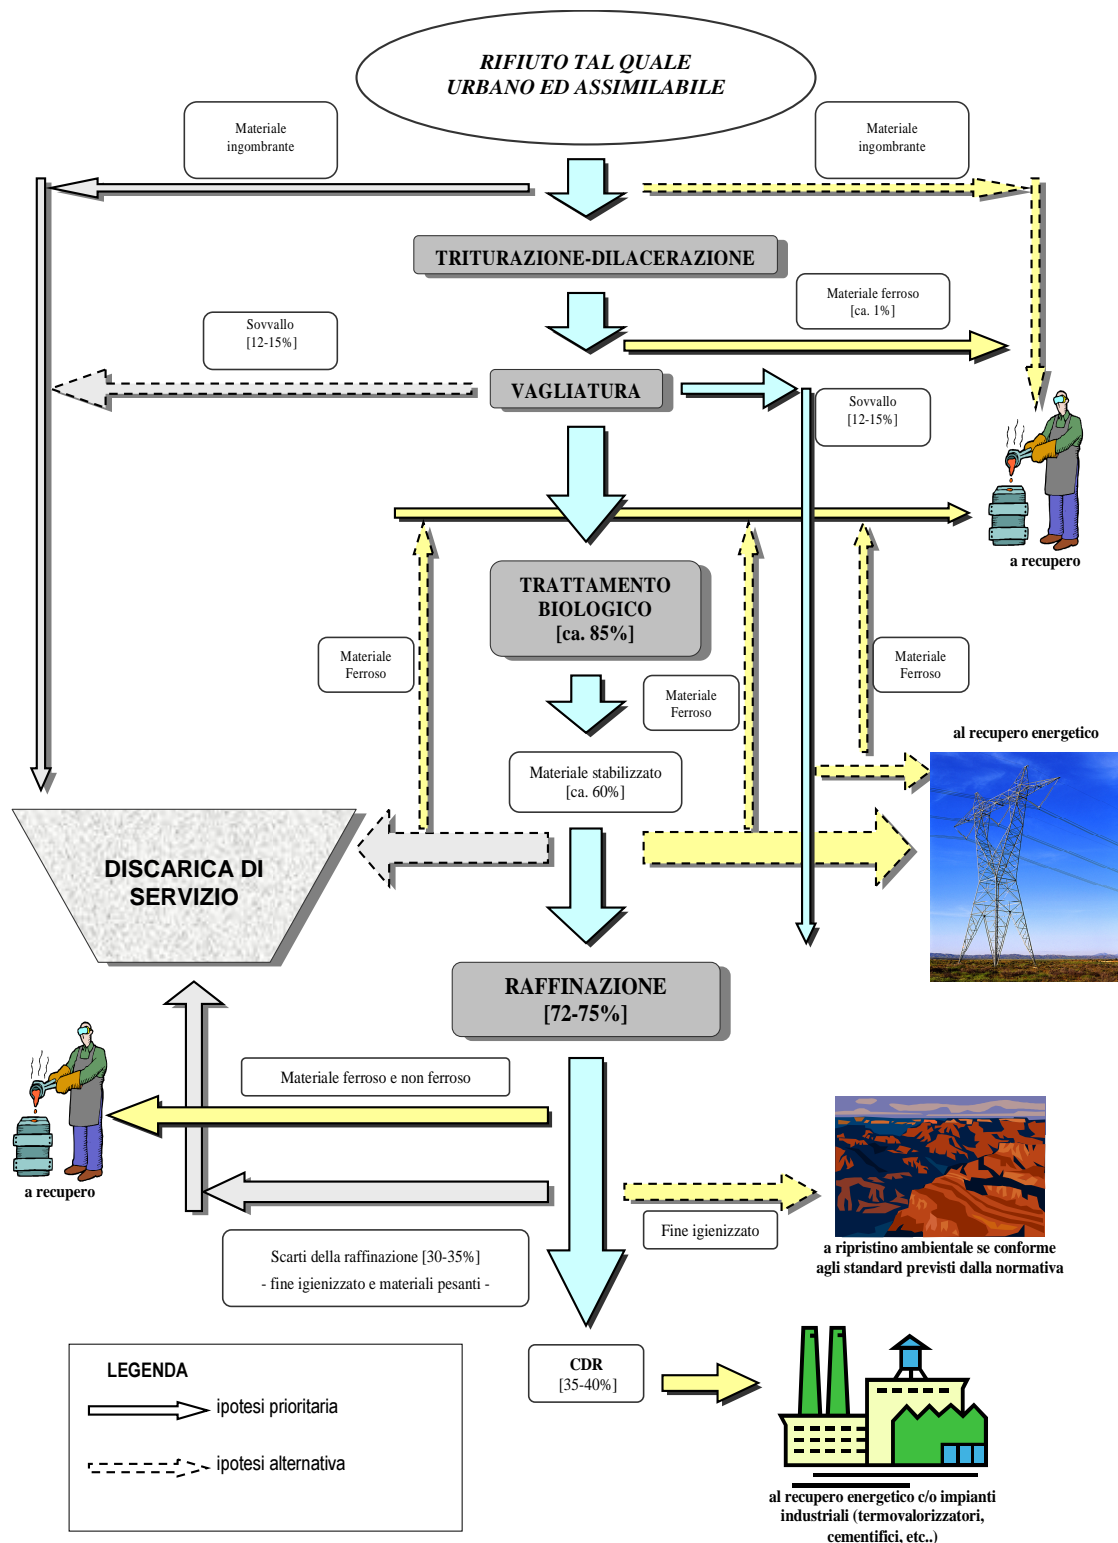 RIFIUTO TAL QUALE
URBANO ED ASSIMILABILE
Materiale
ingombrante
Materiale
ingombrante
TRITURAZIONE-DILACERAZIONE
Materiale ferroso
[ca. 1%]
Sovvallo
[12-15%]
VAGLIATURA
Sovvallo
[12-15%]
a recupero
TRATTAMENTO
BIOLOGICO
[ca. 85%]
Materiale
Ferroso
Materiale
Ferroso
Materiale
Ferroso
al recupero energetico
Materiale stabilizzato
[ca. 60%]
DISCARICA DI
SERVIZIO
RAFFINAZIONE
[72-75%]
Materiale ferroso e non ferroso
a recupero
Fine igienizzato
a ripristino ambientale se conforme
agli standard previsti dalla normativa
Scarti della raffinazione [30-35%]
- fine igienizzato e materiali pesanti -
CDR
[35-40%]
LEGENDA
ipotesi prioritaria
ipotesi alternativa
al recupero energetico c/o impianti
industriali (termovalorizzatori,
cementifici, etc..)